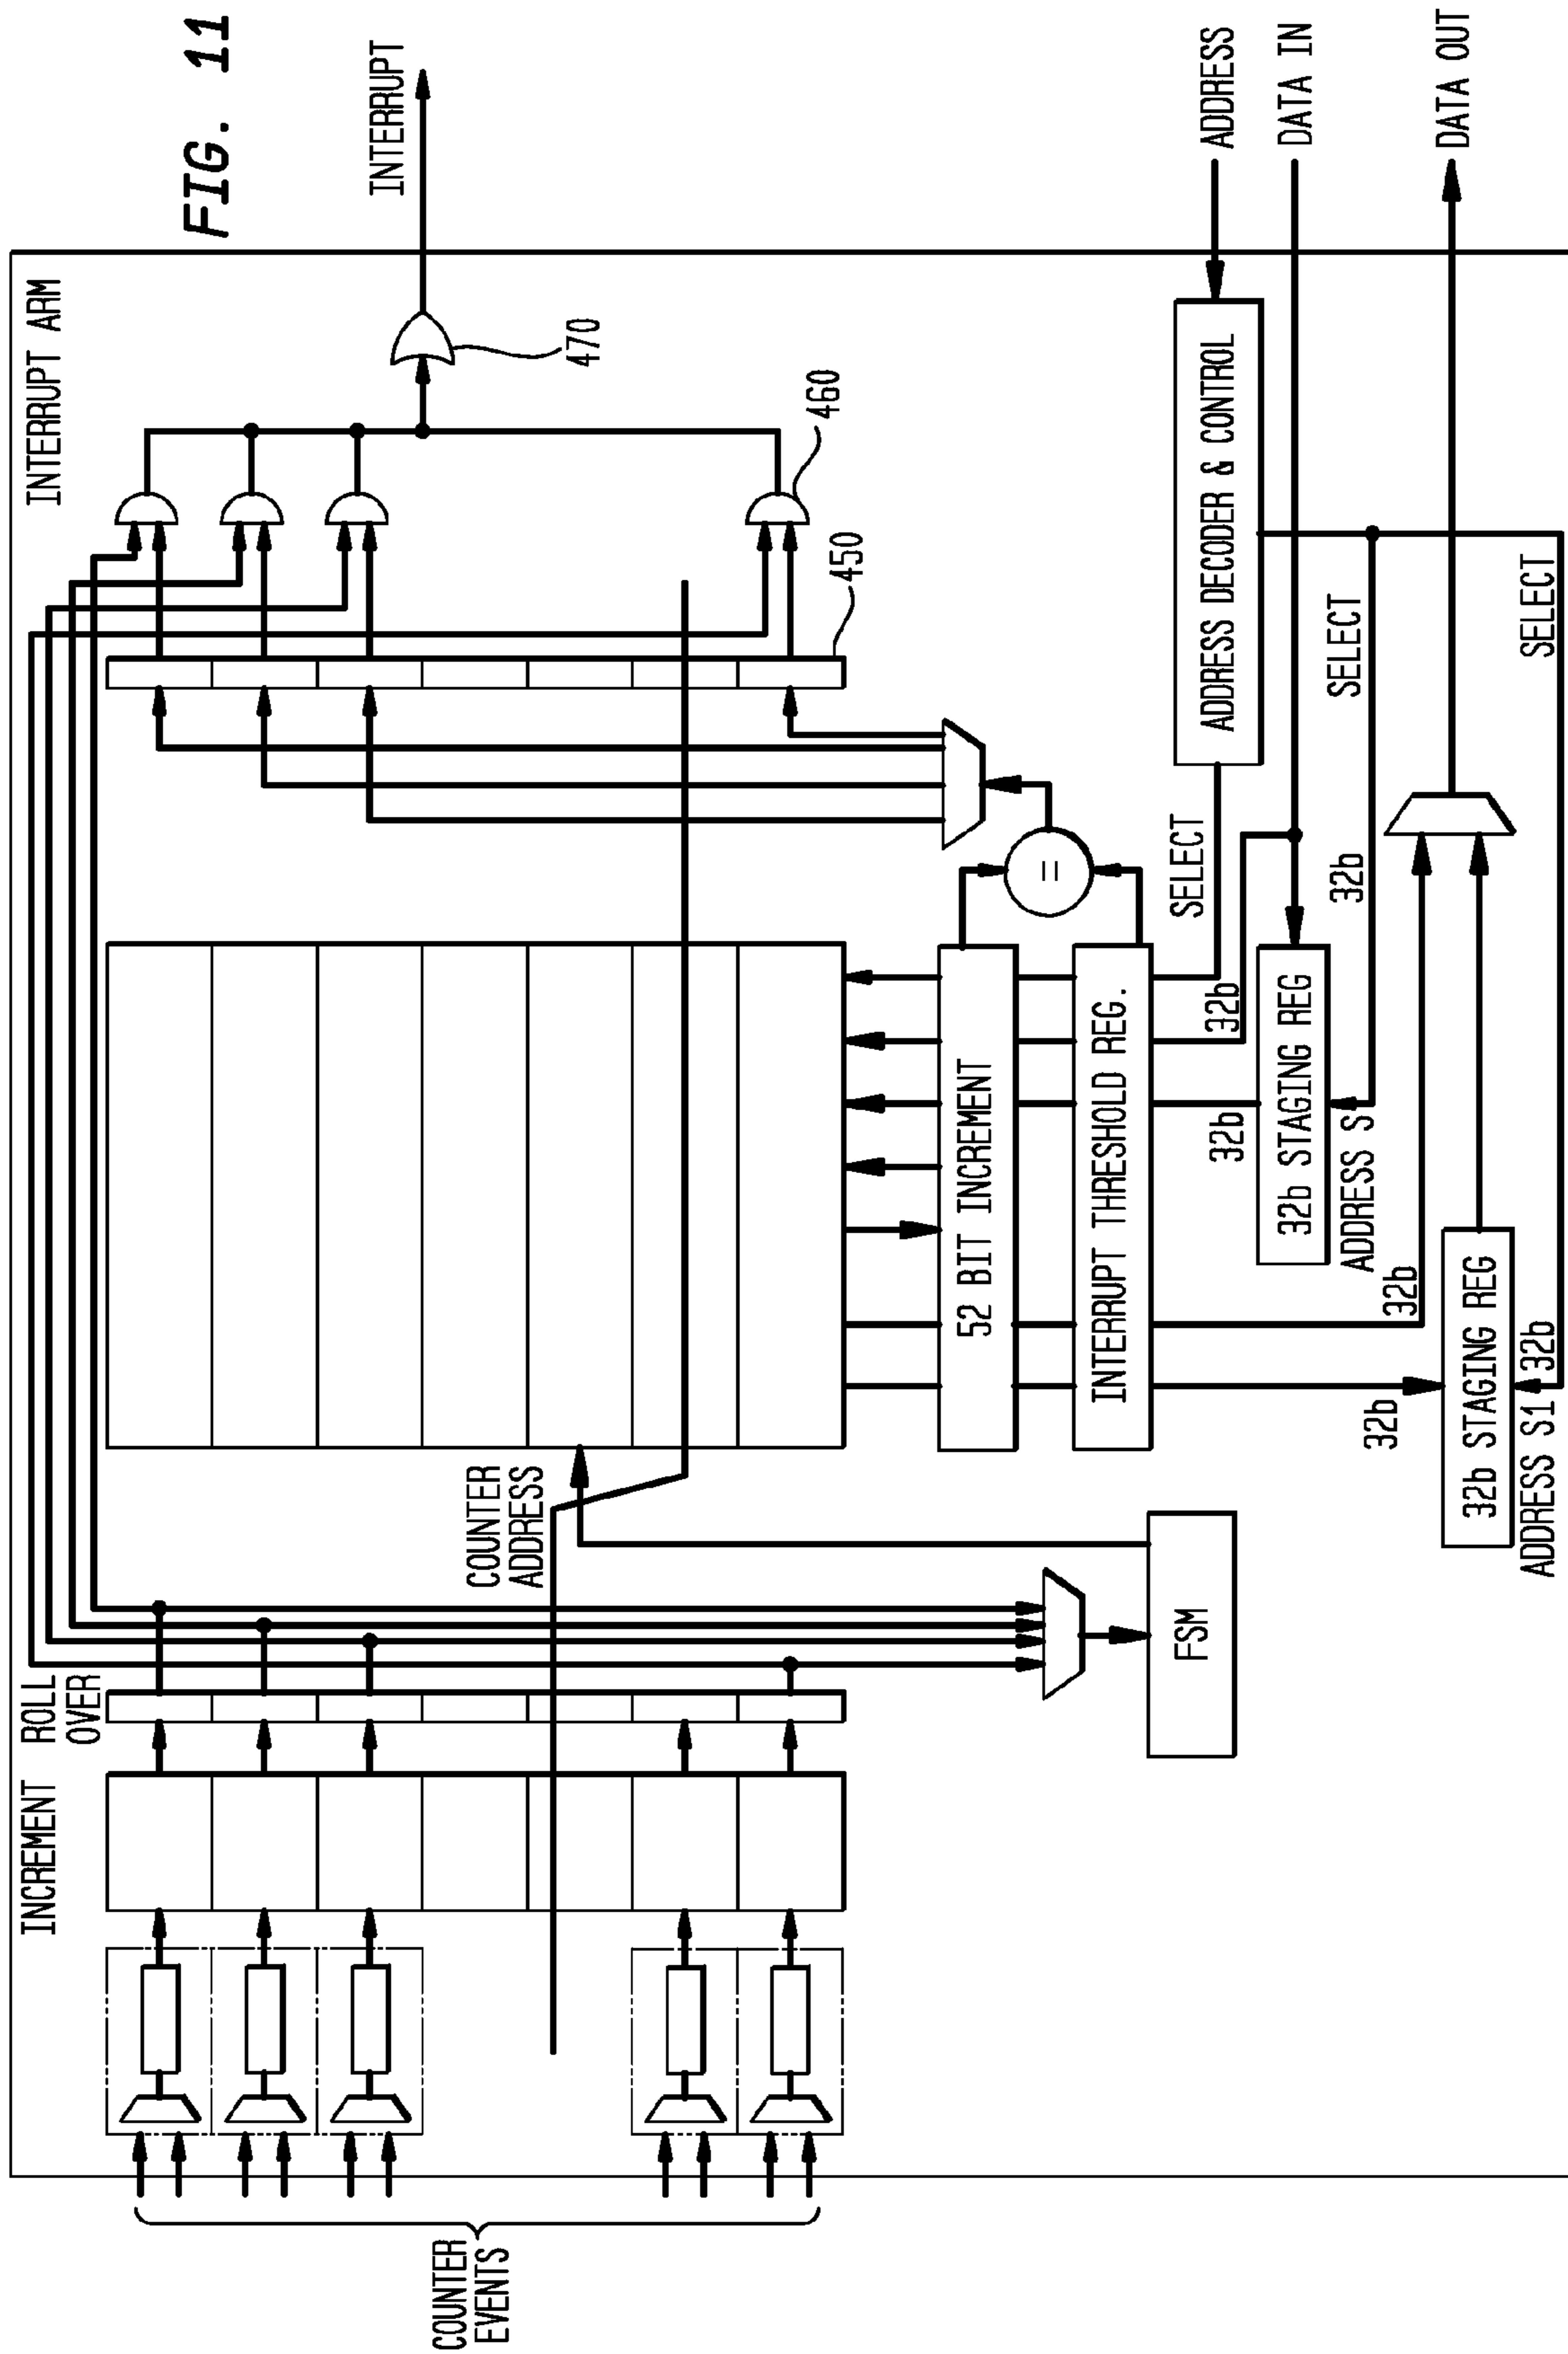 FIG. 11
INTERRUPT ARM
INTERRUPT
470
460
450
INCREMENT
ROLL
OVER
COUNTER
EVENTS
COUNTER
ADDRESS
FSM
52 BIT INCREMENT
INTERRUPT THRESHOLD REG.
=
SELECT
ADDRESS DECODER & CONTROL
ADDRESS
DATA IN
DATA OUT
32b
32b
32b STAGING REG
ADDRESS S
32b
SELECT
32b
32b
32b STAGING REG
ADDRESS S1
32b
SELECT